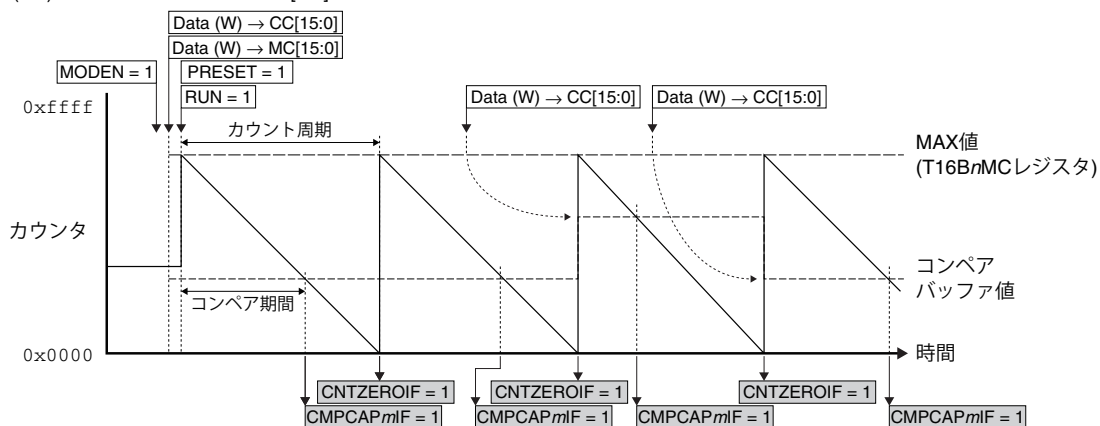 Data (W) → CC[15:0]
Data (W) → MC[15:0]
MODEN = 1
PRESET = 1
RUN = 1
Data (W) → CC[15:0]
Data (W) → CC[15:0]
0xffff
カウント周期
MAX値
(T16BnMCレジスタ)
カウンタ
コンペア
バッファ値
コンペア期間
0x0000
時間
CNTZEROIF = 1
CNTZEROIF = 1
CNTZEROIF = 1
CMPCAPmIF = 1
CMPCAPmIF = 1
CMPCAPmIF = 1
CMPCAPmIF = 1